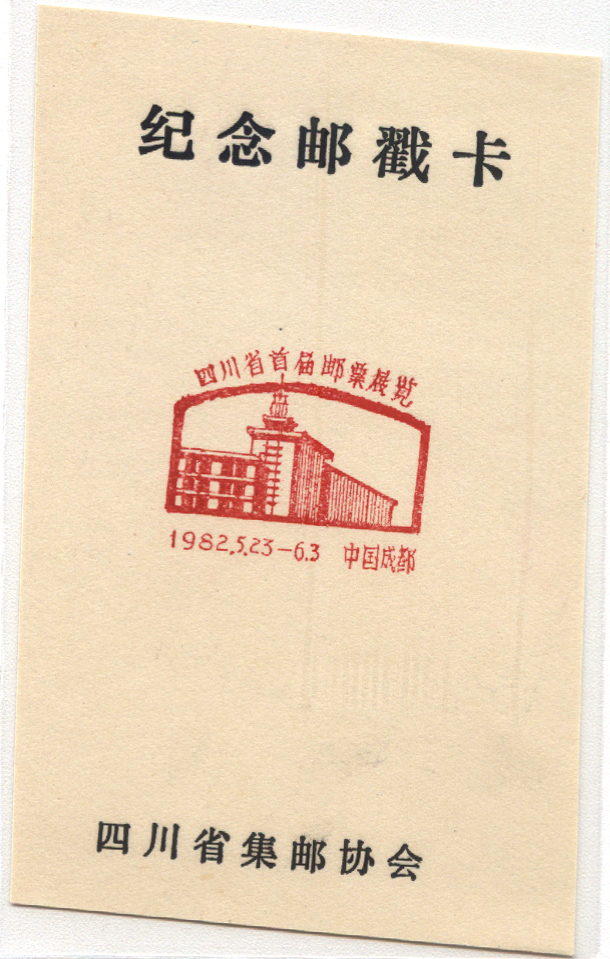 纪念邮戳卡
四川省首届邮票展览
1982.5.23-6.3 中国成都
四川省集邮协会